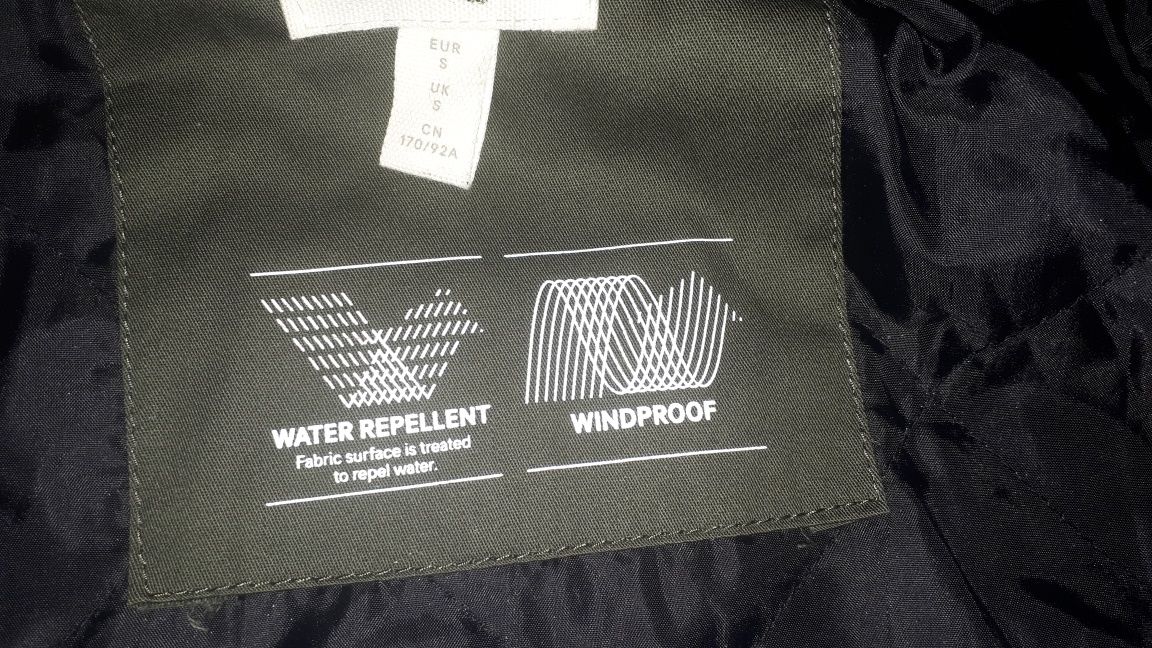 EUR
S
UK
S
CN
170/92A
WATER REPELLENT
Fabric surface is treated
to repel water.
WINDPROOF